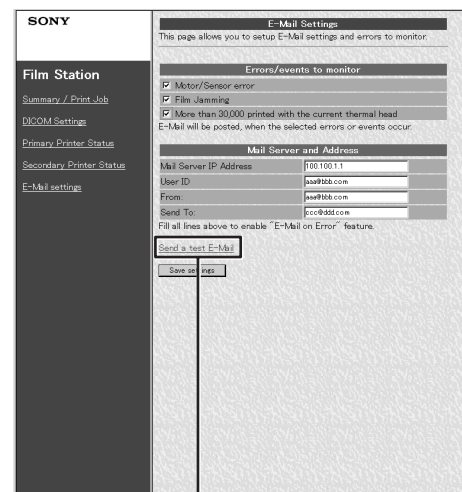 SONY
Film Station
Summary / Print Job
DICOM Settings
Primary Printer Status
Secondary Printer Status
E-Mail settings
E-Mail Settings
This page allows you to setup E-Mail settings and errors to monitor.
Errors/events to monitor
Motor/Sensor error
Film Jamming
More than 30,000 printed with the current thermal head
E-Mail will be posted, when the selected errors or events occur.
Mail Server and Address
Mail Server IP Address 100.100.1.1
User ID aaa@bbb.com
From: aaa@bbb.com
Send To: ccc@ddd.com
Fill all lines above to enable "E-Mail on Error" feature.
Send a test E-Mail
Save settings